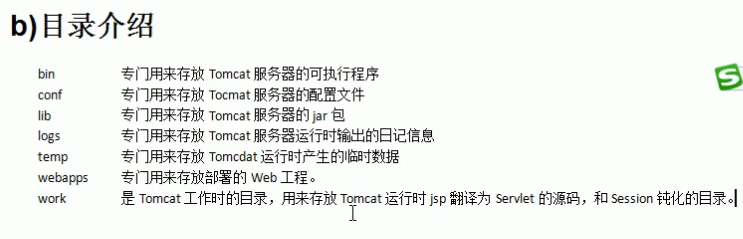 b)目录介绍
bin 专门用来存放 Tomcat 服务器的可执行程序
conf 专门用来存放 Tocmat 服务器的配置文件
lib 专门用来存放 Tomcat 服务器的 jar 包
logs 专门用来存放 Tomcat 服务器运行时输出的日记信息
temp 专门用来存放 Tomcdat 运行时产生的临时数据
webapps 专门用来存放部署的 Web 工程。
work 是 Tomcat 工作时的目录，用来存放 Tomcat 运行时 jsp 翻译为 Servlet 的源码，和 Session 钝化的目录。
S